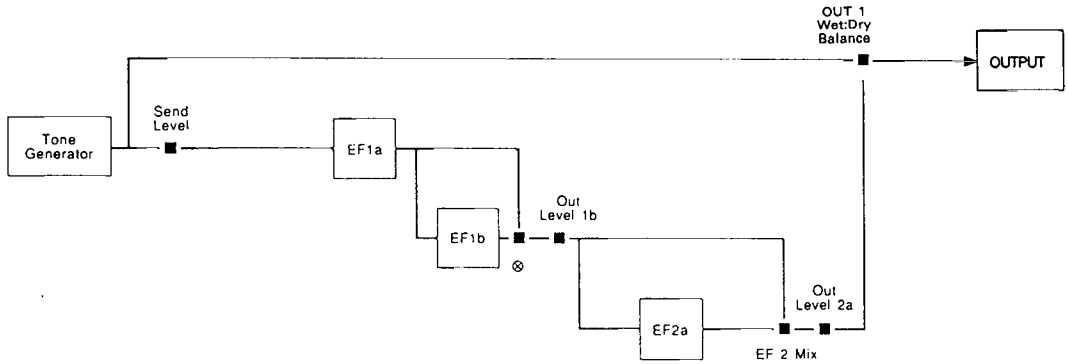 OUT 1
Wet:Dry
Balance
OUTPUT
Send
Level
Tone
Generator
EF1a
Out
Level 1b
EF1b
Out
Level 2a
EF2a
EF 2 Mix